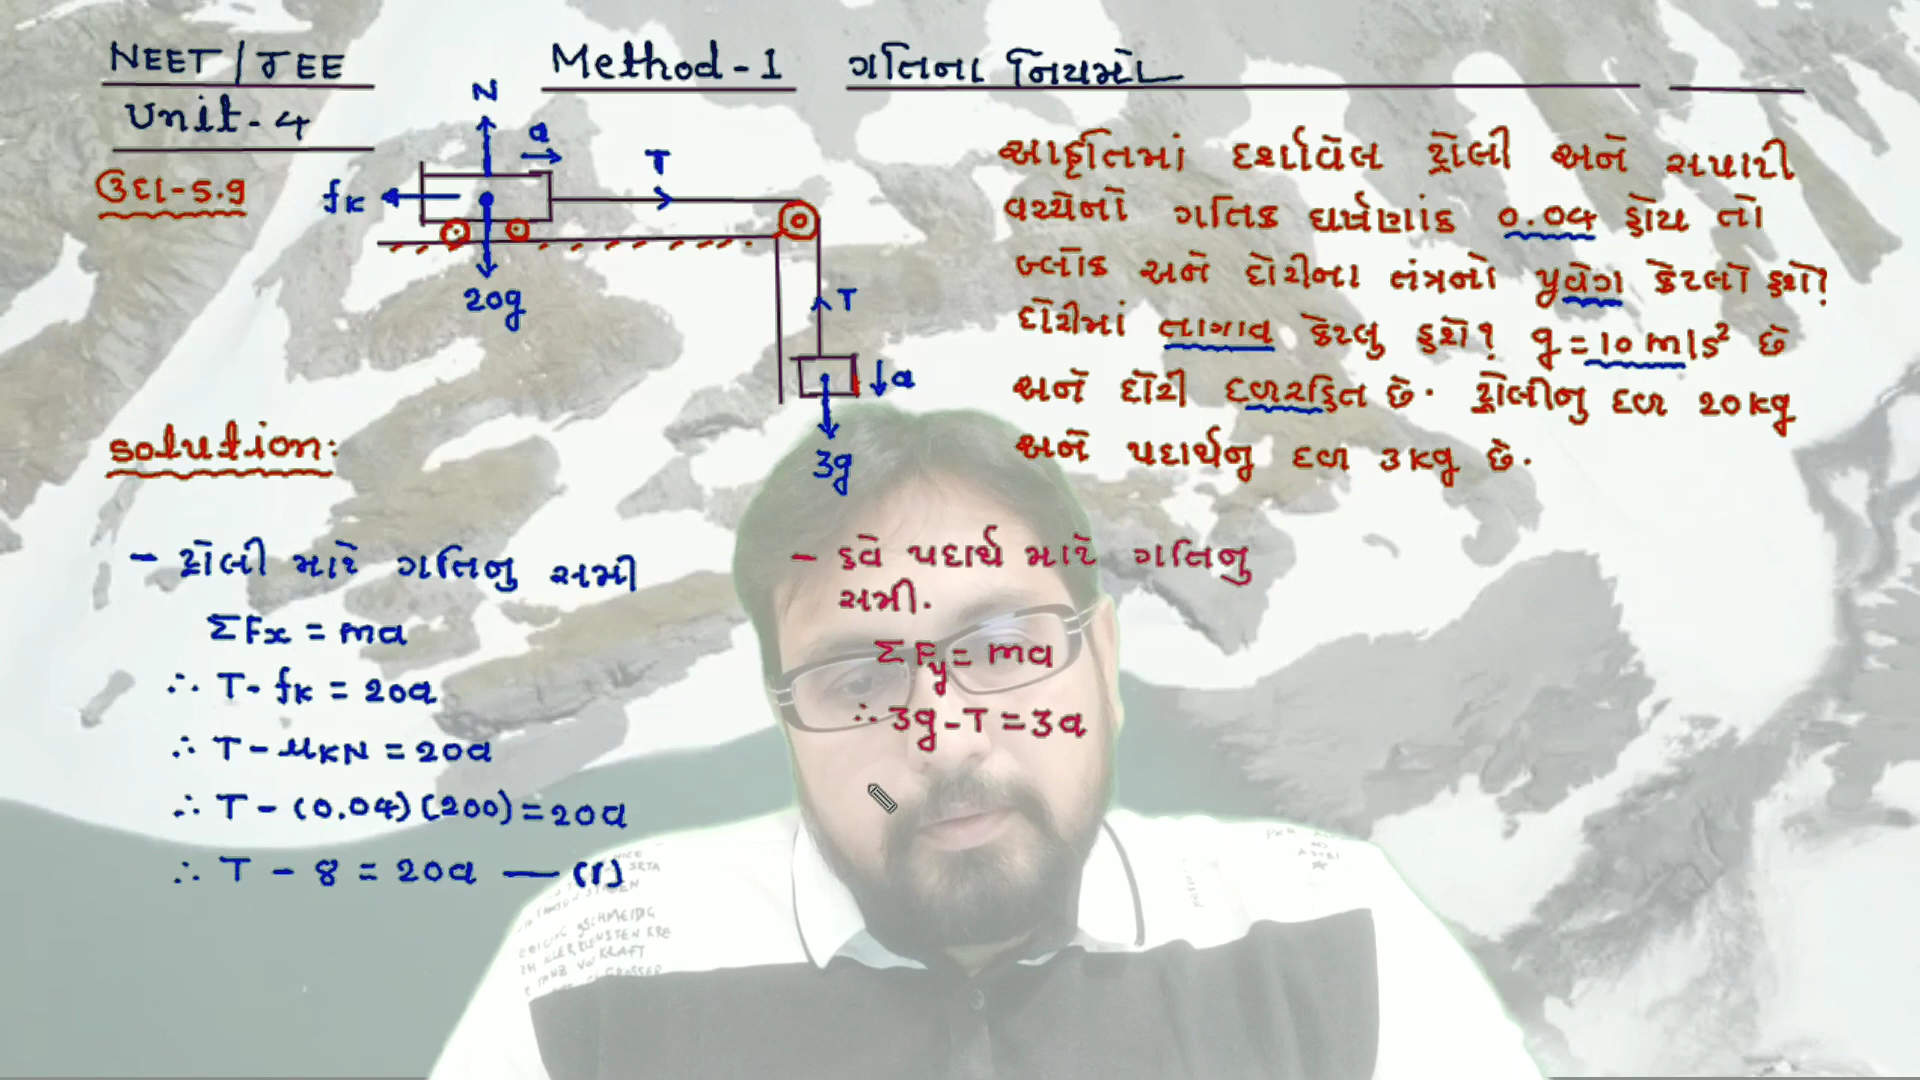 NEET/JEE
Method-1
ગતિના નિયમો
Unit-4
ઉદા-5.9
N
a
T
fK
20g
T
a
3g
આકૃતિમાં દર્શાવેલ ટ્રોલી અને સપાટી
વચ્ચેનો ગતિક ઘર્ષણાંક 0.04 હોય તો
બ્લોક અને દોરીના તંત્રનો પ્રવેગ કેટલો હશે?
દોરીમાં તાણાવ કેટલુ હશે? g=10 m/s² છે
અને દોરી દળરહિત છે. ટ્રોલીનુ દળ 20kg
અને પદાર્થનુ દળ 3kg છે.
solution:
- ટ્રોલી માટે ગતિનુ સમી
ΣFx = ma
∴ T- fK = 20a
∴ T-μKN = 20a
∴ T-(0.04)(200)=20a
∴ T - 8 = 20a — (1)
- હવે પદાર્થ માટે ગતિનુ
સમી.
ΣFy= ma
∴ 3g-T=3a